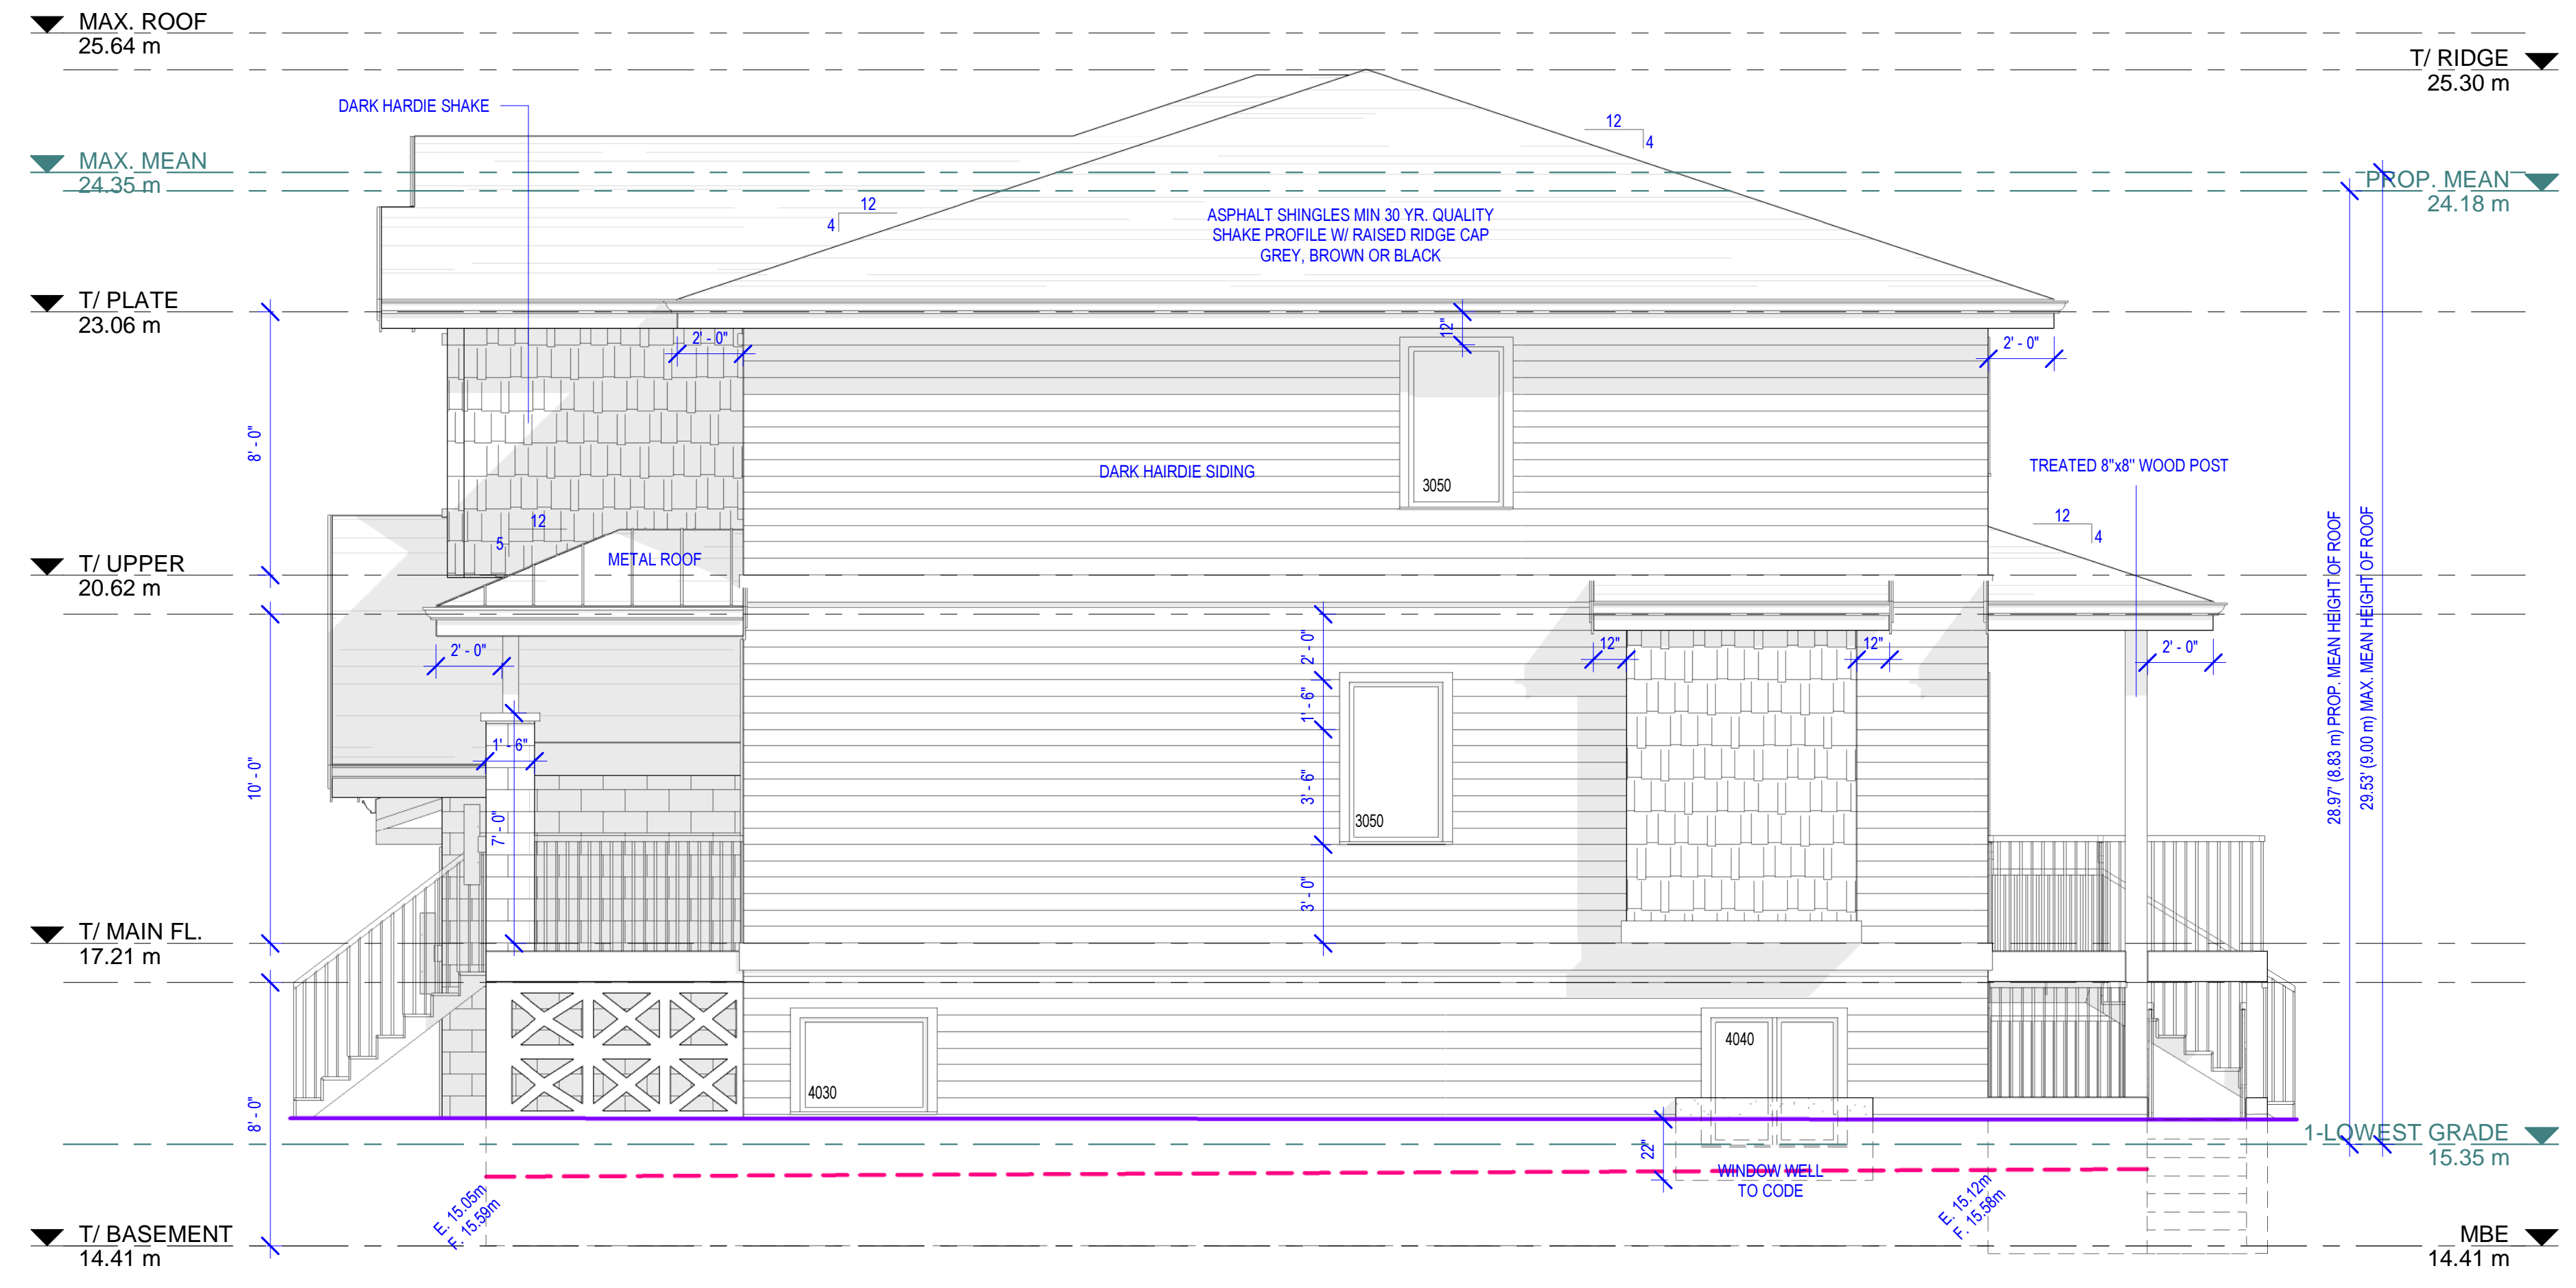 MAX. ROOF
25.64 m
T/ RIDGE
25.30 m
DARK HARDIE SHAKE
12
4
MAX. MEAN
24.35 m
PROP. MEAN
24.18 m
12
4
ASPHALT SHINGLES MIN 30 YR. QUALITY
SHAKE PROFILE W/ RAISED RIDGE CAP
GREY, BROWN OR BLACK
T/ PLATE
23.06 m
2' - 0"
12"
2' - 0"
8' - 0"
DARK HAIRDIE SIDING
3050
TREATED 8"x8" WOOD POST
12
5
METAL ROOF
12
4
28.97' (8.83 m) PROP. MEAN HEIGHT OF ROOF
29.53' (9.00 m) MAX. MEAN HEIGHT OF ROOF
T/ UPPER
20.62 m
2' - 0"
2' - 0"
12"
12"
2' - 0"
1' - 6"
1' - 6"
10' - 0"
7' - 0"
3' - 6"
3050
3' - 0"
T/ MAIN FL.
17.21 m
4030
4040
8' - 0"
22"
WINDOW WELL
TO CODE
1-LOWEST GRADE
15.35 m
E. 15.05m
F. 15.59m
E. 15.12m
F. 15.58m
T/ BASEMENT
14.41 m
MBE
14.41 m